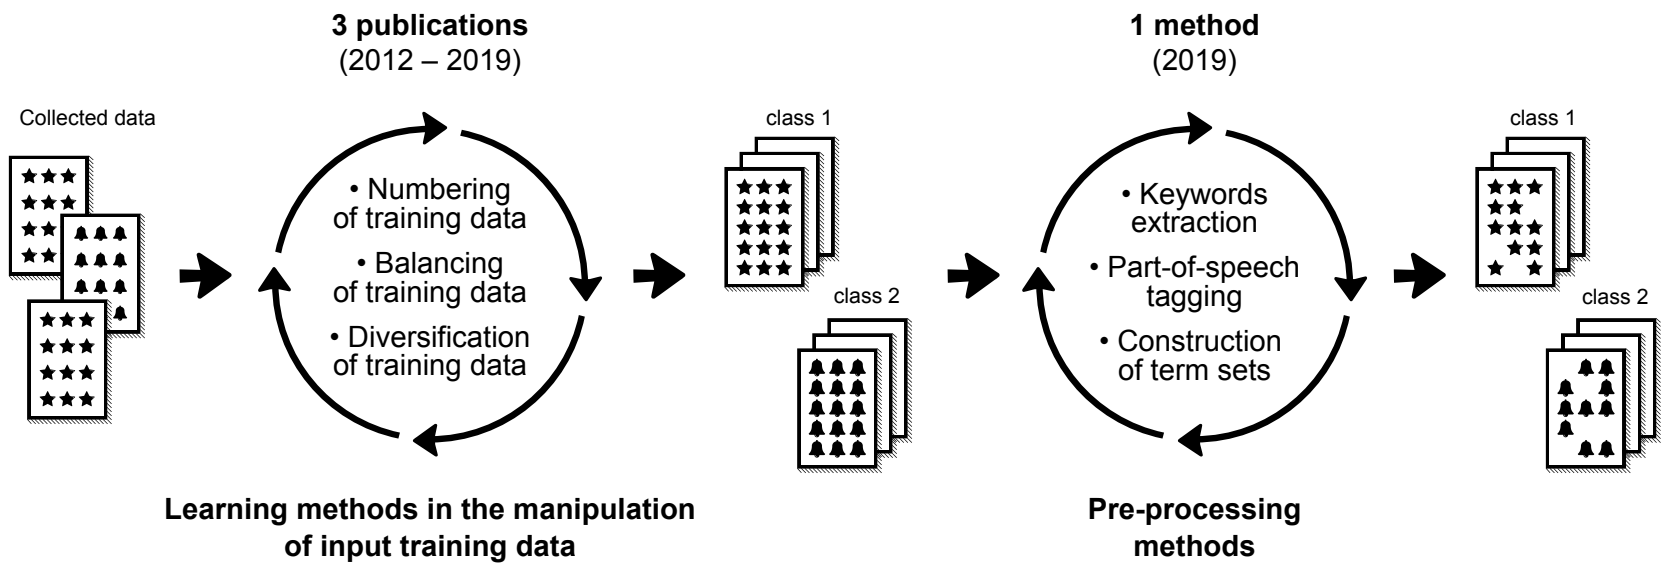 3 publications
(2012 – 2019)
1 method
(2019)
Collected data
class 1
class 1
• Numbering
of training data
• Balancing
of training data
• Diversification
of training data
class 2
• Keywords
extraction
• Part-of-speech
tagging
• Construction
of term sets
class 2
Learning methods in the manipulation
of input training data
Pre-processing
methods